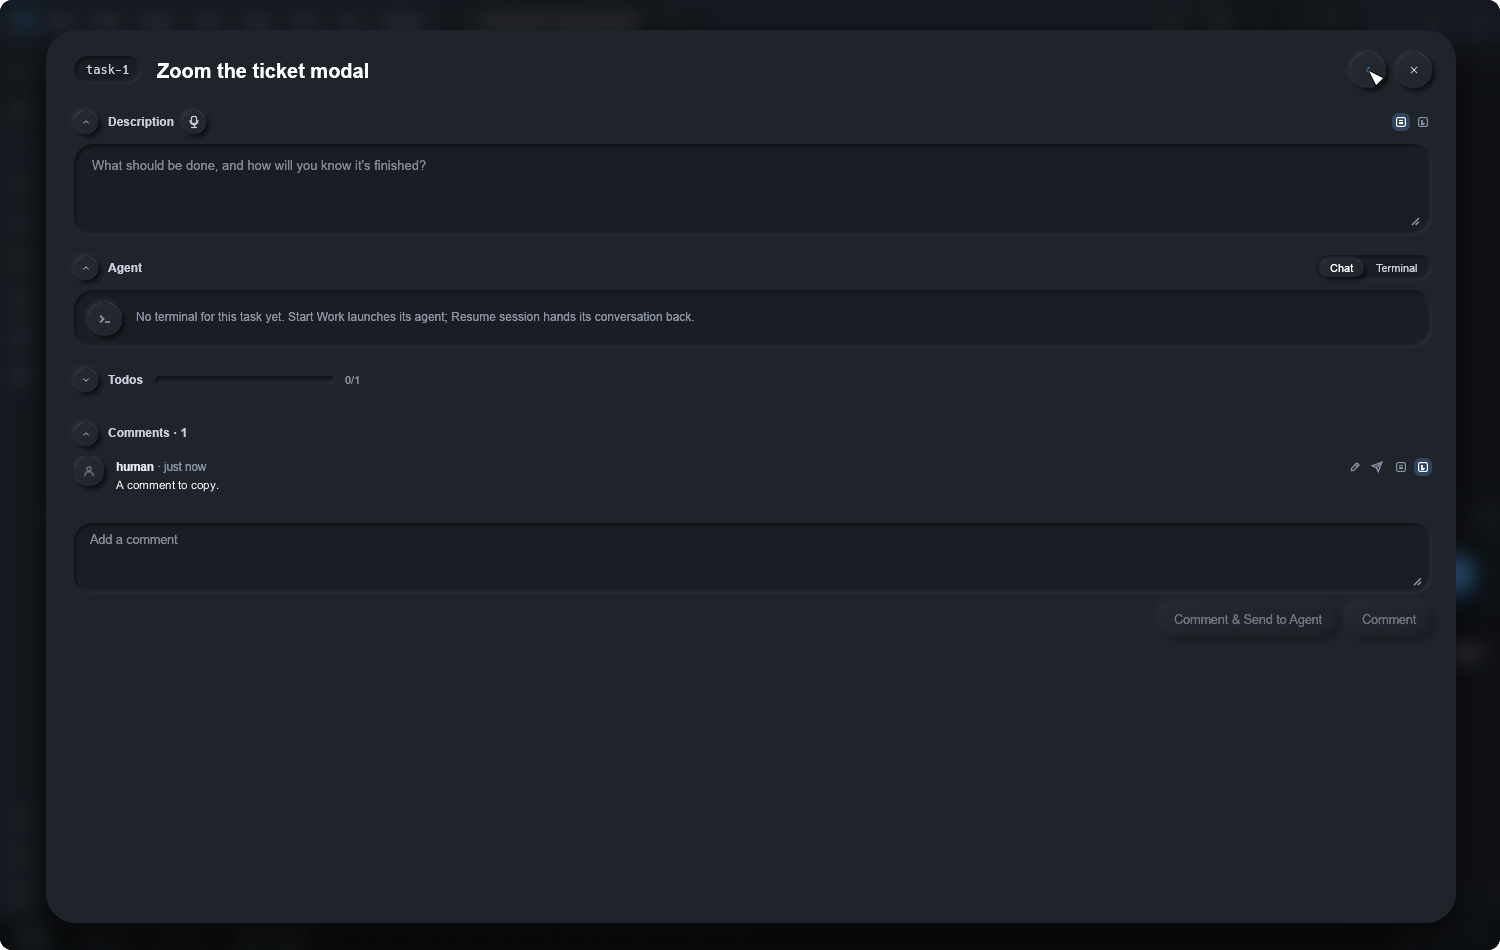 task-1
Zoom the ticket modal
Description
What should be done, and how will you know it's finished?
Agent
Chat
Terminal
No terminal for this task yet. Start Work launches its agent; Resume session hands its conversation back.
Todos
0/1
Comments · 1
human · just now
A comment to copy.
Add a comment
Comment & Send to Agent
Comment